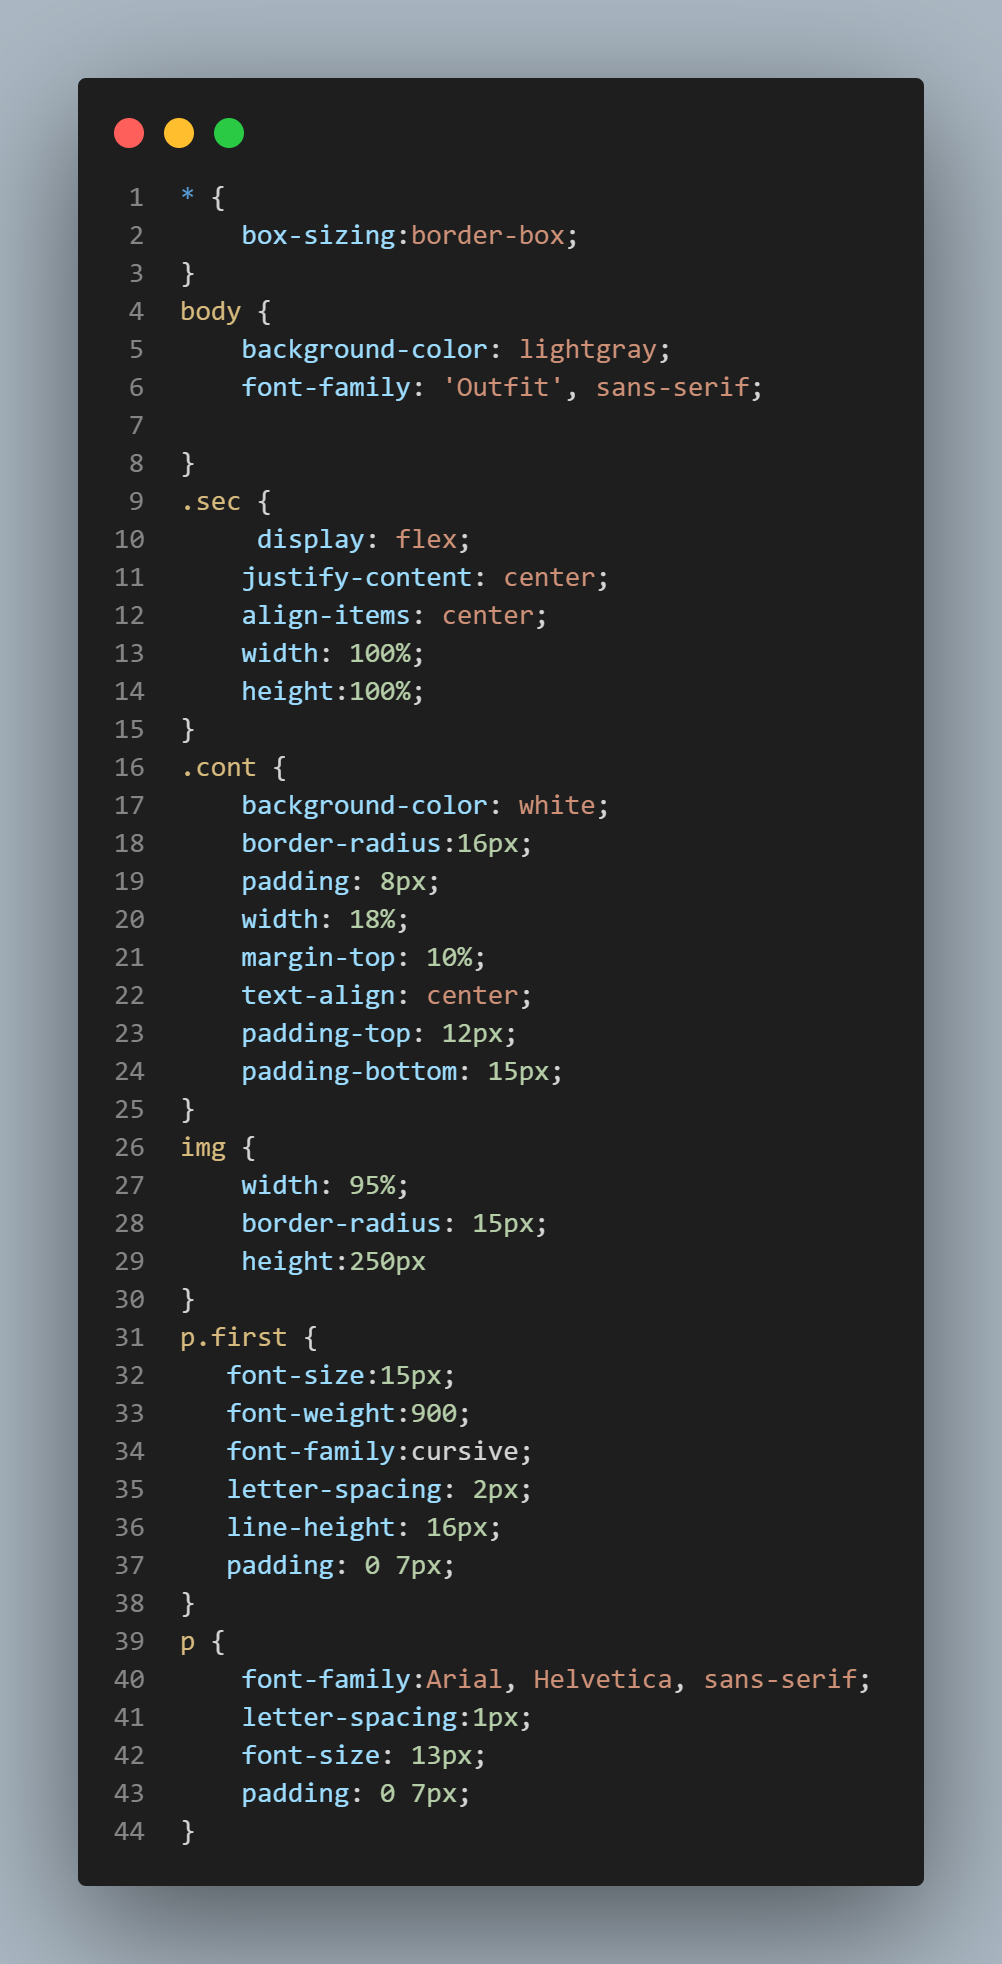 1 * {
2     box-sizing:border-box;
3 }
4 body {
5     background-color: lightgray;
6     font-family: 'Outfit', sans-serif;
7
8 }
9 .sec {
10      display: flex;
11     justify-content: center;
12     align-items: center;
13     width: 100%;
14     height:100%;
15 }
16 .cont {
17     background-color: white;
18     border-radius:16px;
19     padding: 8px;
20     width: 18%;
21     margin-top: 10%;
22     text-align: center;
23     padding-top: 12px;
24     padding-bottom: 15px;
25 }
26 img {
27     width: 95%;
28     border-radius: 15px;
29     height:250px
30 }
31 p.first {
32    font-size:15px;
33    font-weight:900;
34    font-family:cursive;
35    letter-spacing: 2px;
36    line-height: 16px;
37    padding: 0 7px;
38 }
39 p {
40     font-family:Arial, Helvetica, sans-serif;
41     letter-spacing:1px;
42     font-size: 13px;
43     padding: 0 7px;
44 }